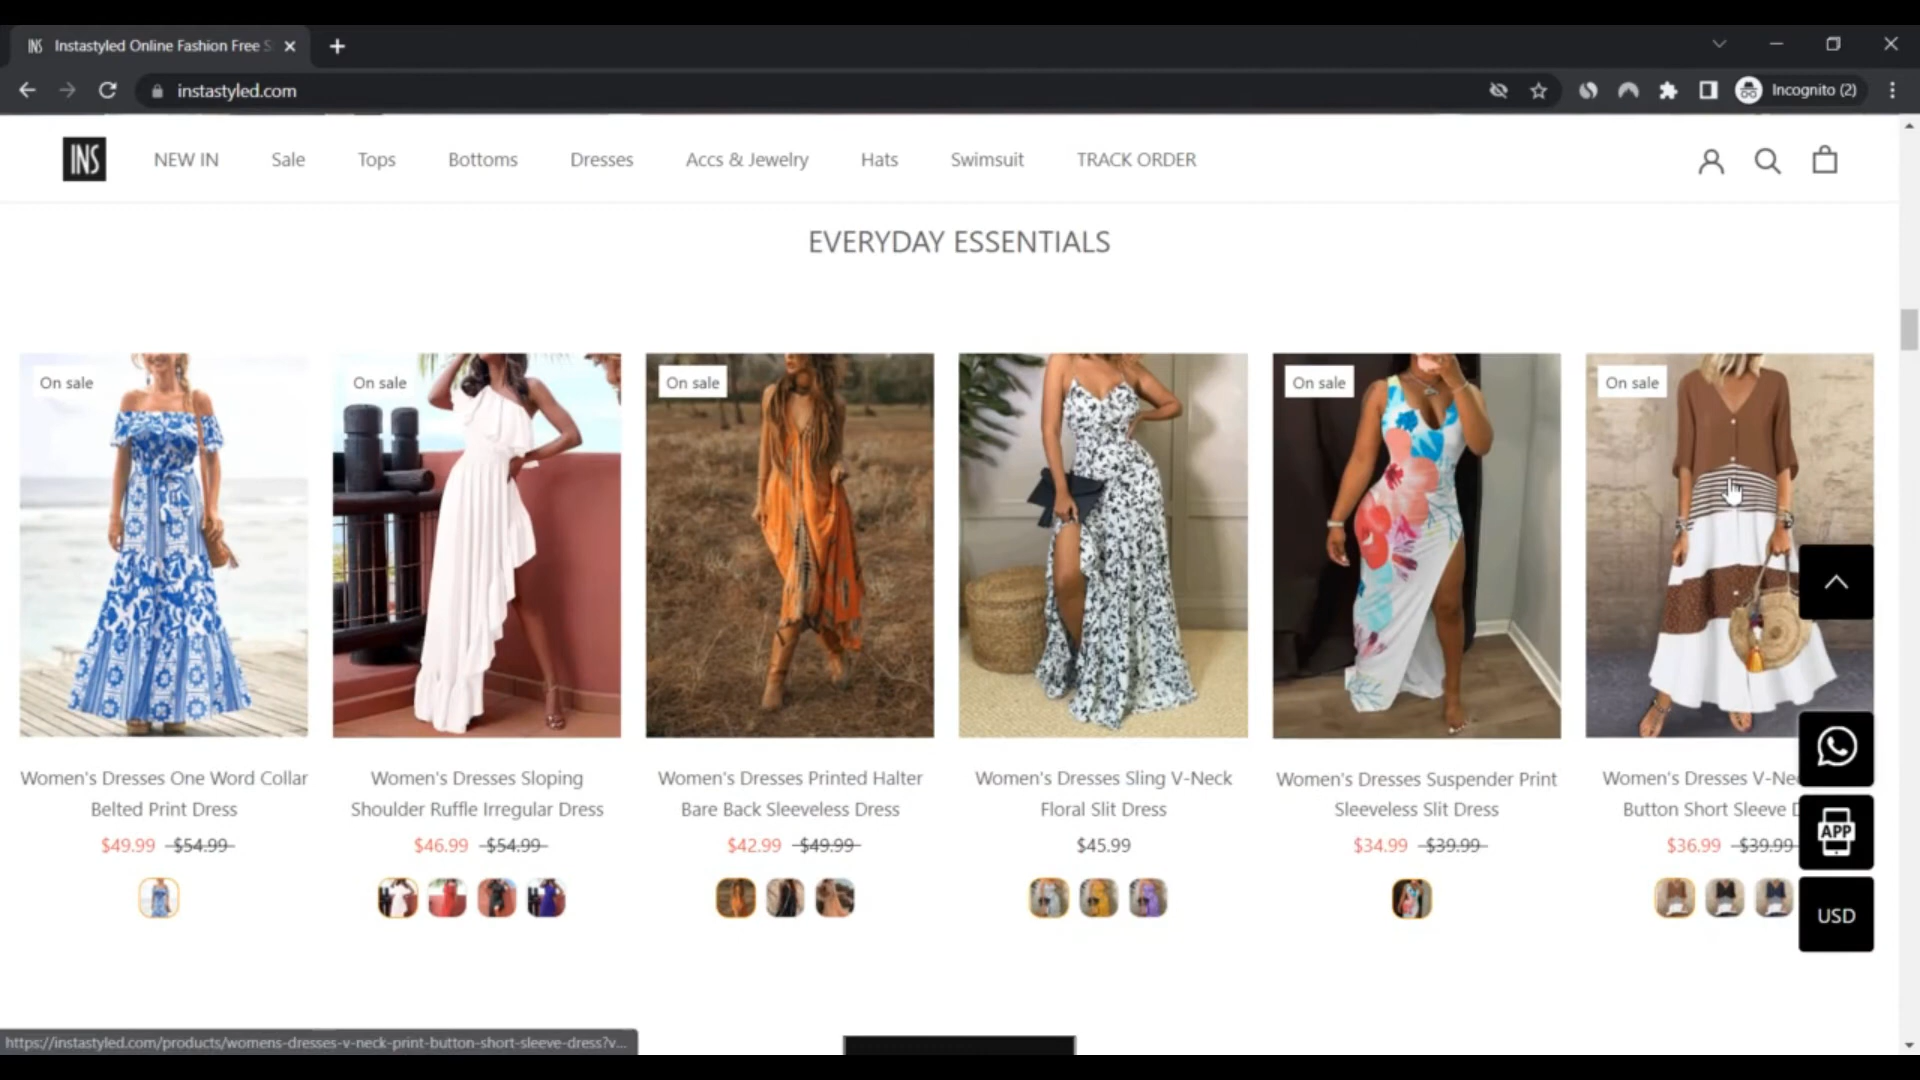 INS Instastyled Online Fashion Free S
instastyled.com
Incognito (2)
INS NEW IN Sale Tops Bottoms Dresses Accs & Jewelry Hats Swimsuit TRACK ORDER
EVERYDAY ESSENTIALS
On sale On sale On sale On sale On sale
Women's Dresses One Word Collar
Belted Print Dress
$49.99 $54.99
Women's Dresses Sloping
Shoulder Ruffle Irregular Dress
$46.99 $54.99
Women's Dresses Printed Halter
Bare Back Sleeveless Dress
$42.99 $49.99
Women's Dresses Sling V-Neck
Floral Slit Dress
$45.99
Women's Dresses Suspender Print
Sleeveless Slit Dress
$34.99 $39.99
Women's Dresses V-Ne
Button Short Sleeve D
$36.99 $39.99
APP
USD
https://instastyled.com/products/womens-dresses-v-neck-print-button-short-sleeve-dress?v...